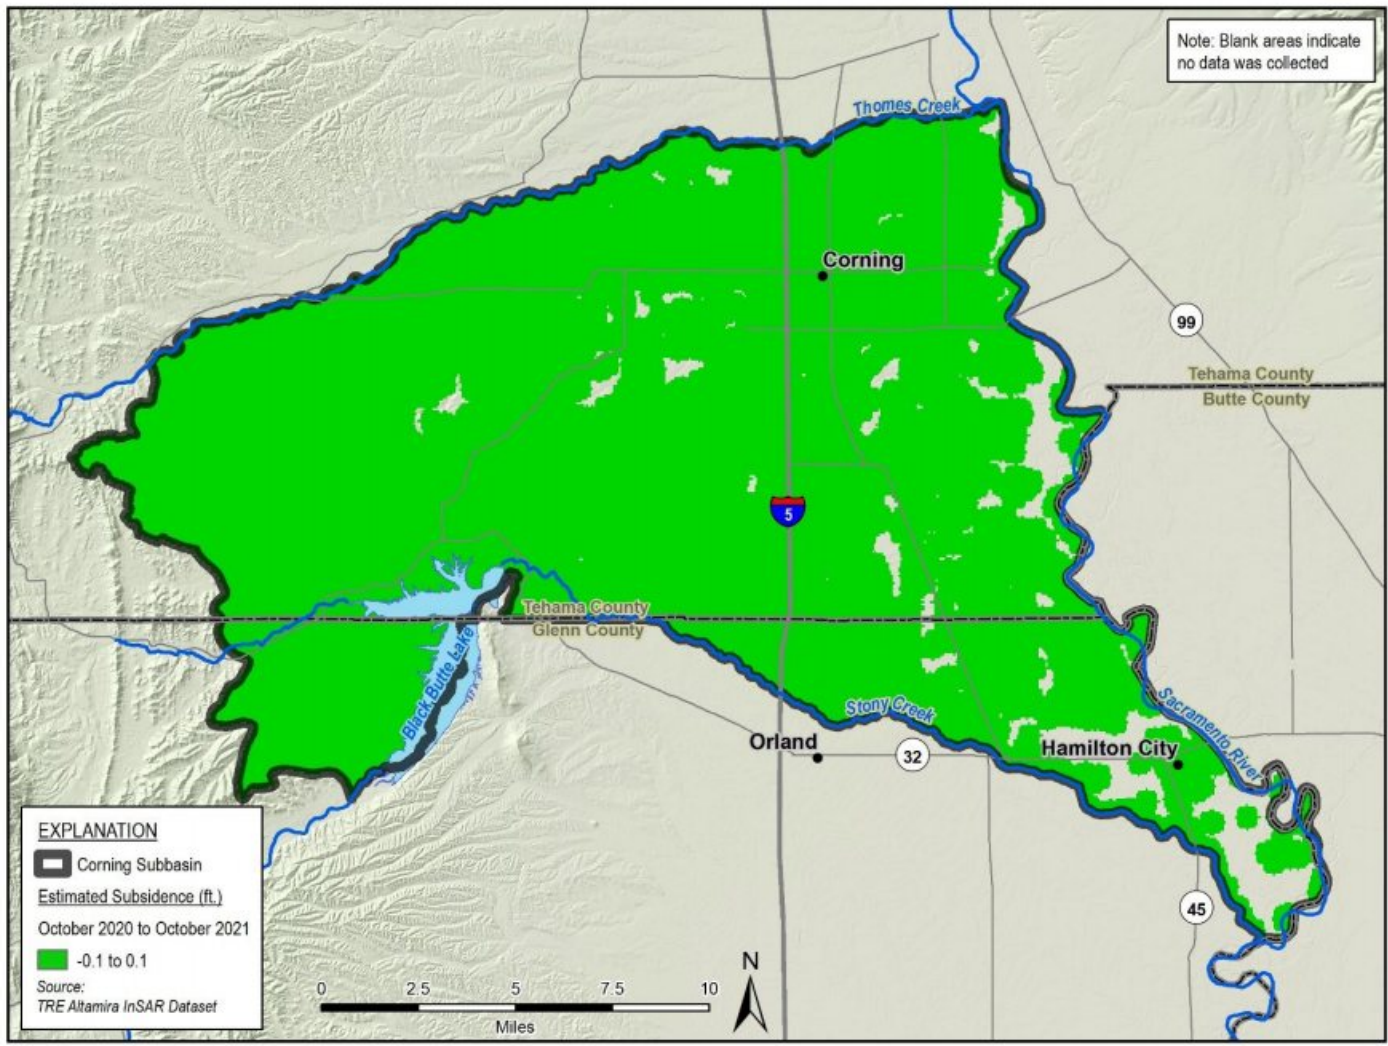 Note: Blank areas indicate
no data was collected
Thomes Creek
Corning
99
Tehama County
Butte County
5
Tehama County
Glenn County
Black Butte Lake
Stony Creek
Sacramento River
Orland
32
Hamilton City
45
EXPLANATION
Corning Subbasin
Estimated Subsidence (ft.)
October 2020 to October 2021
-0.1 to 0.1
Source:
TRE Altamira InSAR Dataset
N
0 2.5 5 7.5 10
Miles